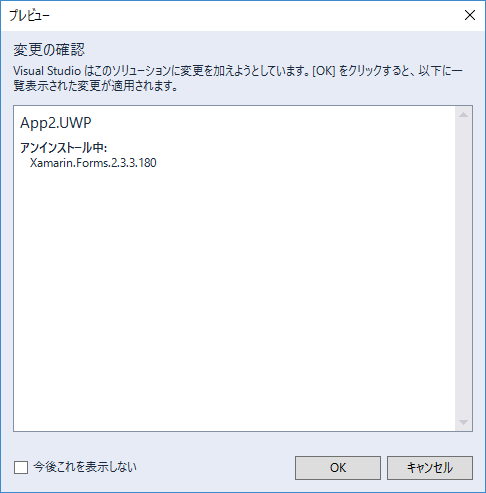 プレビュー
変更の確認
Visual Studio はこのソリューションに変更を加えようとしています。[OK] をクリックすると、以下に一
覧表示された変更が適用されます。
App2.UWP
アンインストール中:
Xamarin.Forms.2.3.3.180
今後これを表示しない
OK
キャンセル